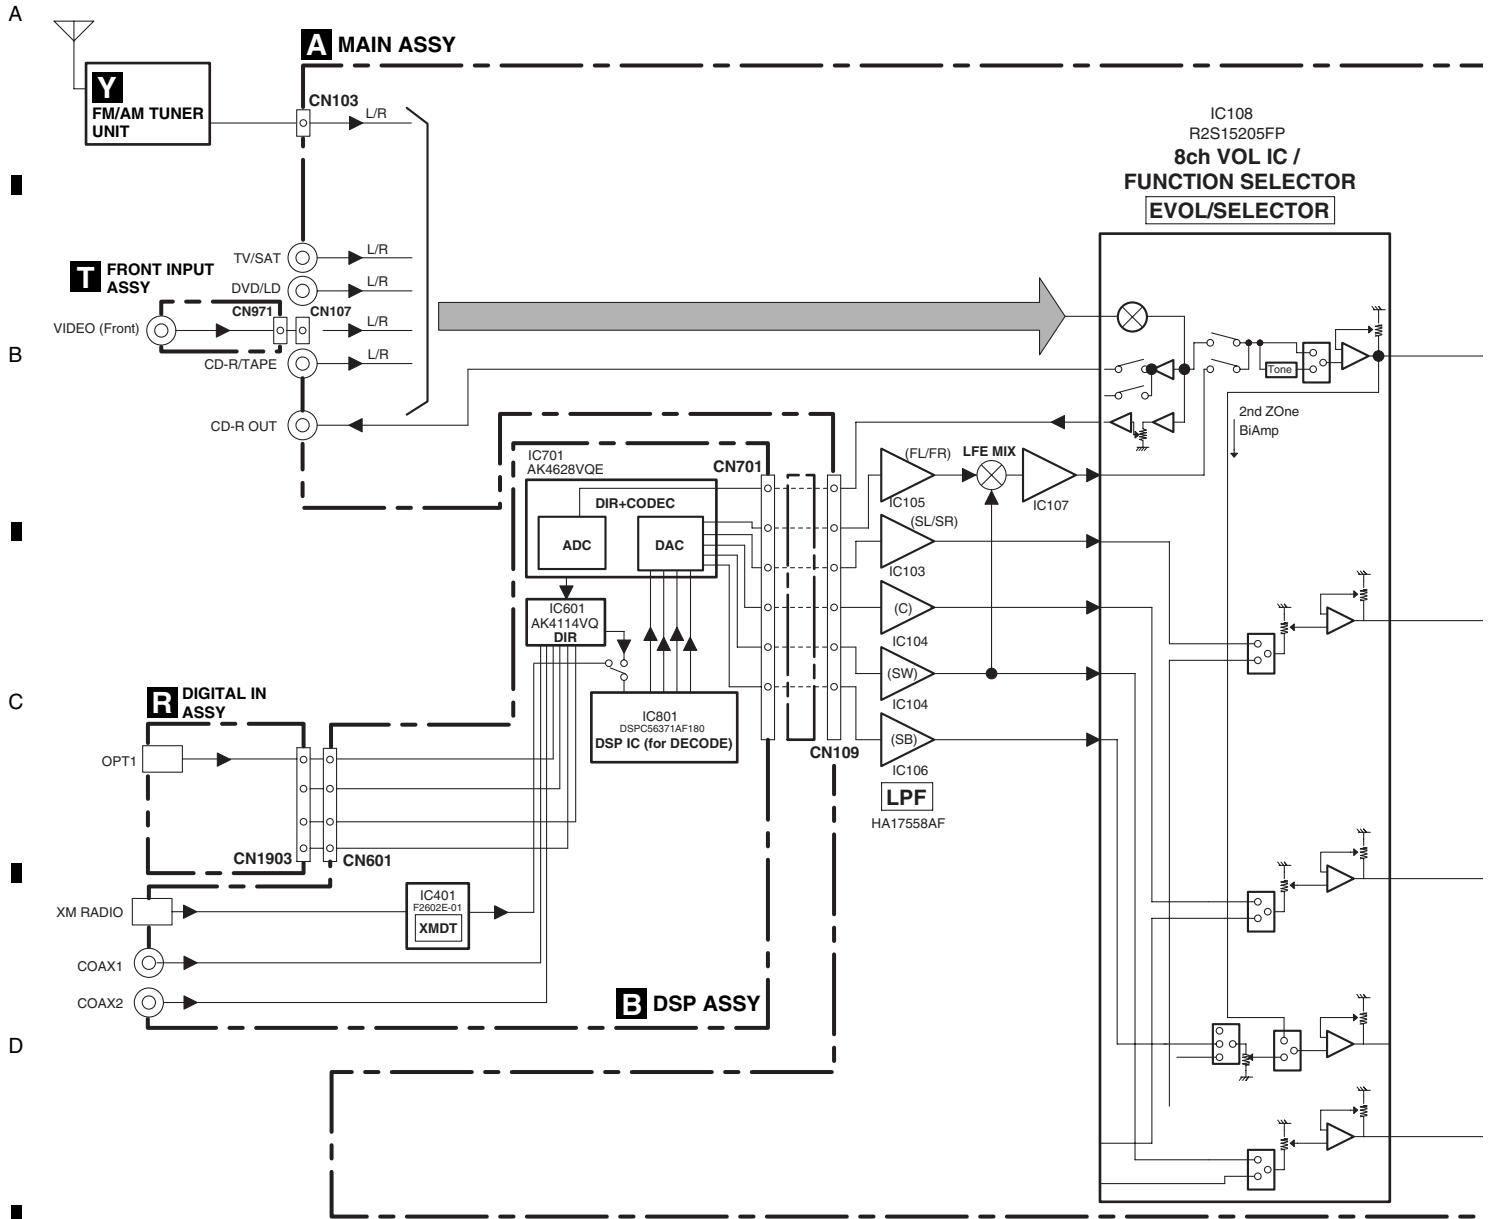 A
A MAIN ASSY
Y
FM/AM TUNER
UNIT
CN103
L/R
IC108
R2S15205FP
8ch VOL IC /
FUNCTION SELECTOR
EVOL/SELECTOR
TV/SAT
L/R
T FRONT INPUT
ASSY
DVD/LD
L/R
CN971
CN107
VIDEO (Front)
L/R
B
CD-R/TAPE
L/R
Tone
CD-R OUT
2nd ZOne
BiAmp
IC701
AK4628VQE
CN701
(FL/FR)
LFE MIX
DIR+CODEC
IC105
IC107
(SL/SR)
ADC
DAC
IC103
IC601
AK4114VQ
DIR
(C)
IC104
(SW)
IC104
C
R DIGITAL IN
ASSY
IC801
DSPC56371AF180
DSP IC (for DECODE)
(SB)
OPT1
CN109
IC106
LPF
HA17558AF
CN1903
CN601
XM RADIO
IC401
F2602E-01
XMDT
COAX1
COAX2
B DSP ASSY
D